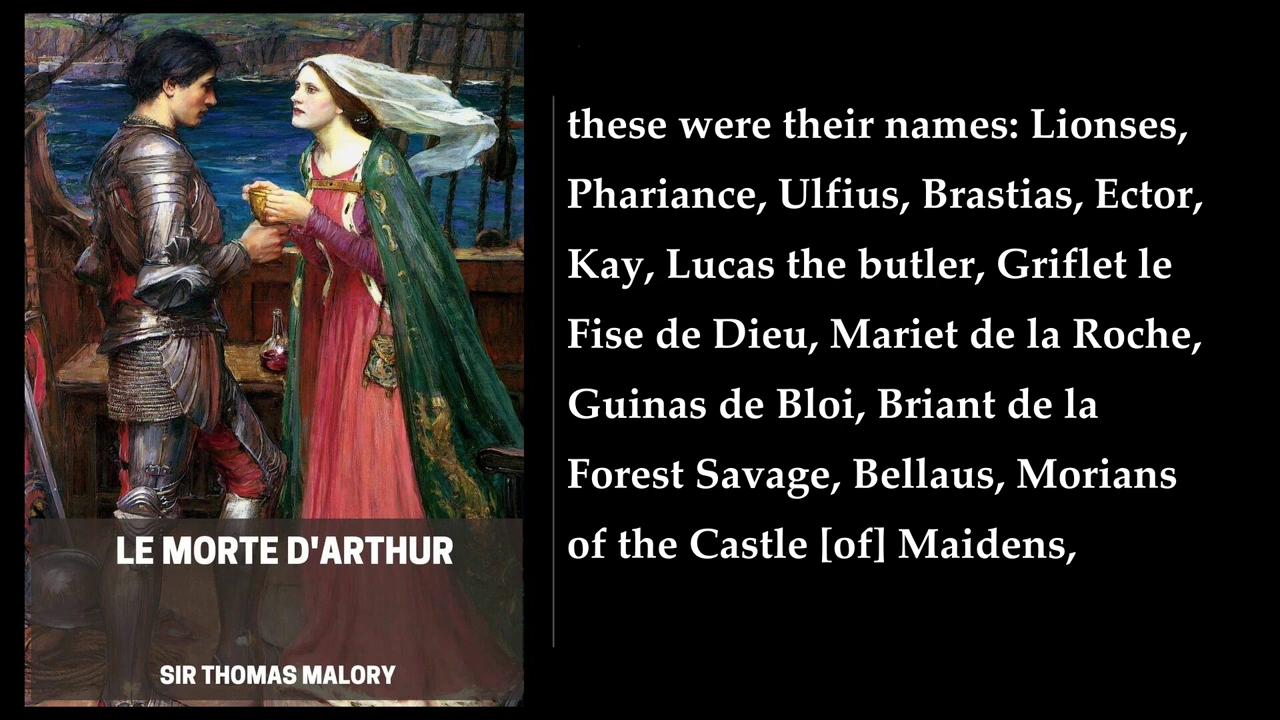 these were their names: Lionses,
Phariance, Ulfius, Brastias, Ector,
Kay, Lucas the butler, Griflet le
Fise de Dieu, Mariet de la Roche,
Guinas de Bloi, Briant de la
Forest Savage, Bellaus, Morians
of the Castle [of] Maidens,
LE MORTE D'ARTHUR
SIR THOMAS MALORY